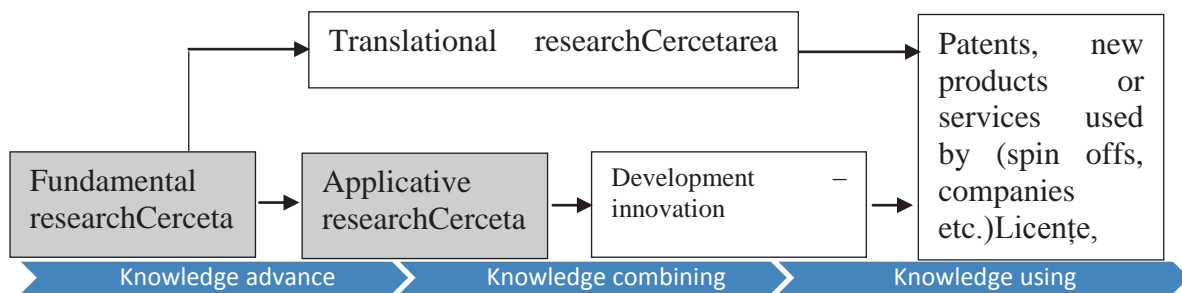 Translational researchCercetarea
Patents, new
products or
services used
by (spin offs,
companies
etc.)Licențe,
Fundamental
researchCerceta
Applicative
researchCerceta
Development –
innovation
Knowledge advance
Knowledge combining
Knowledge using